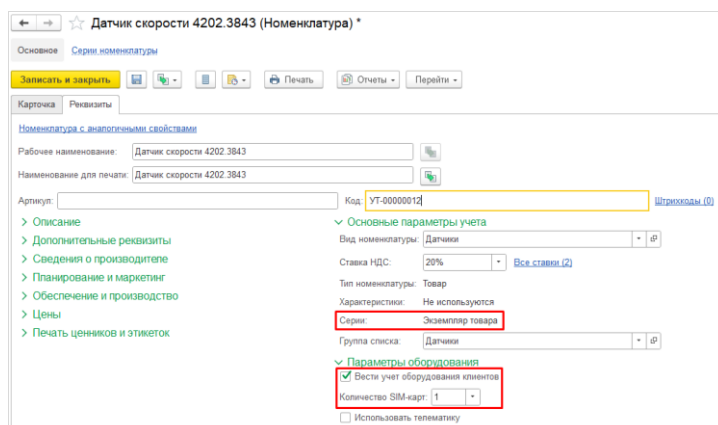 Датчик скорости 4202.3843 (Номенклатура) *
Основное Серии номенклатуры
Записать и закрыть Печать Отчеты Перейти
Карточка Реквизиты
Номенклатура с аналогичными свойствами
Рабочее наименование: Датчик скорости 4202.3843
Наименование для печати: Датчик скорости 4202.3843
Артикул: Код: УТ-00000012 Штрихкоды (0)
Описание
Дополнительные реквизиты
Сведения о производителе
Планирование и маркетинг
Обеспечение и производство
Цены
Печать ценников и этикеток
Основные параметры учета
Вид номенклатуры: Датчики
Ставка НДС: 20% Все ставки (2)
Тип номенклатуры: Товар
Характеристики: Не используются
Серии: Экземпляр товара
Группа списка: Датчики
Параметры оборудования
Вести учет оборудования клиентов
Количество SIM-карт: 1
Использовать телематику